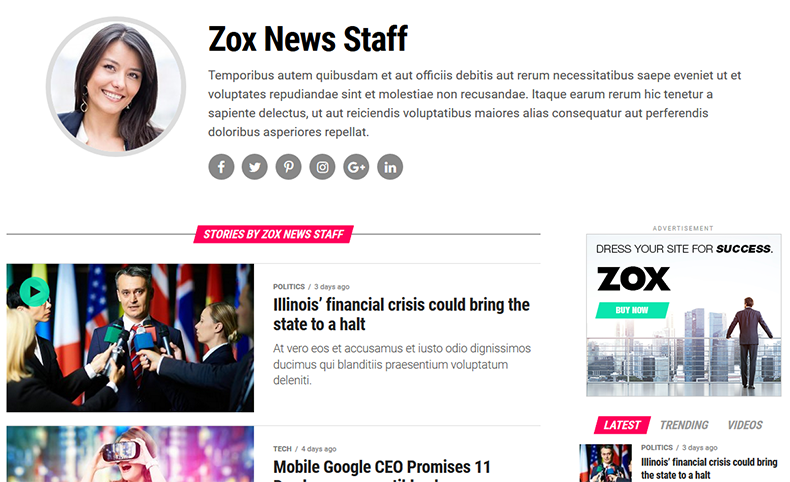 Zox News Staff
Temporibus autem quibusdam et aut officiis debitis aut rerum necessitatibus saepe eveniet ut et
voluptates repudiandae sint et molestiae non recusandae. Itaque earum rerum hic tenetur a
sapiente delectus, ut aut reiciendis voluptatibus maiores alias consequatur aut perferendis
doloribus asperiores repellat.
G+ in
STORIES BY ZOX NEWS STAFF
POLITICS / 3 days ago
Illinois’ financial crisis could bring the
state to a halt
At vero eos et accusamus et iusto odio dignissimos
ducimus qui blanditiis praesentium voluptatum
deleniti.
TECH / 4 days ago
Mobile Google CEO Promises 11
ADVERTISEMENT
DRESS YOUR SITE FOR SUCCESS.
ZOX
BUY NOW
LATEST TRENDING VIDEOS
POLITICS / 3 days ago
Illinois’ financial crisis could bring
the state to a halt